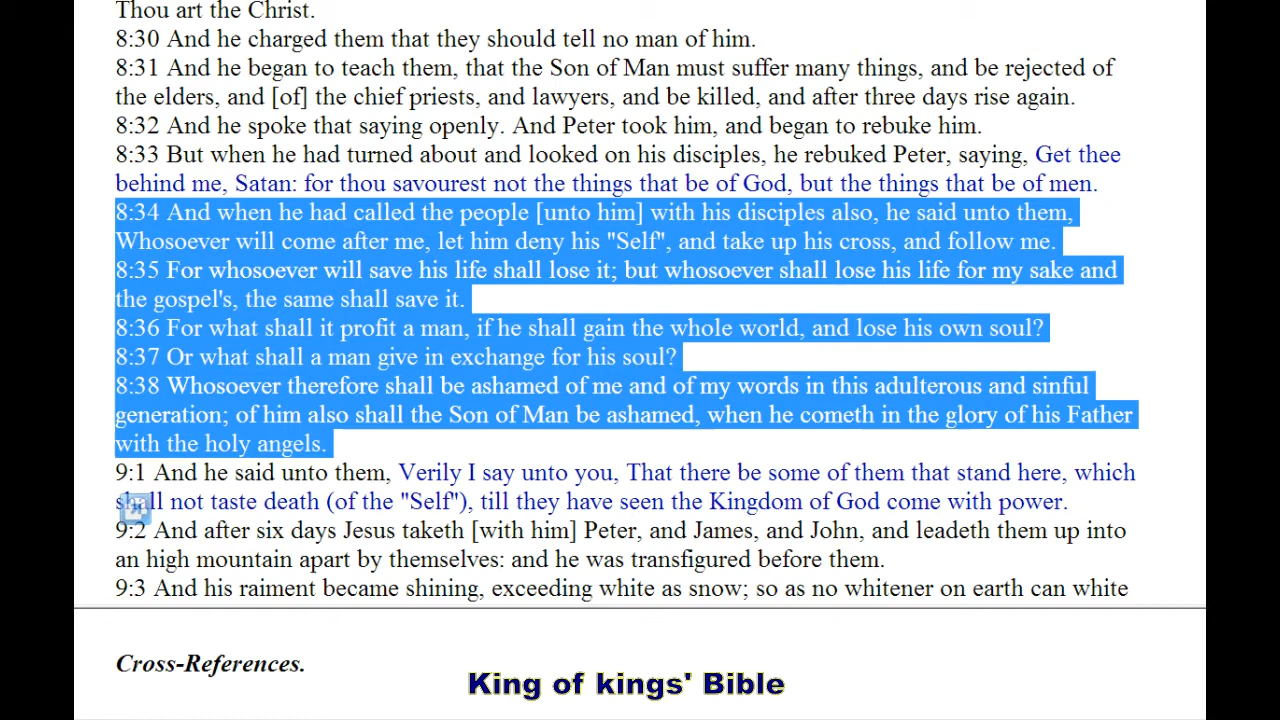 Thou art the Christ.
8:30 And he charged them that they should tell no man of him.
8:31 And he began to teach them, that the Son of Man must suffer many things, and be rejected of
the elders, and [of] the chief priests, and lawyers, and be killed, and after three days rise again.
8:32 And he spoke that saying openly. And Peter took him, and began to rebuke him.
8:33 But when he had turned about and looked on his disciples, he rebuked Peter, saying, Get thee
behind me, Satan: for thou savourest not the things that be of God, but the things that be of men.
8:34 And when he had called the people [unto him] with his disciples also, he said unto them,
Whosoever will come after me, let him deny his "Self", and take up his cross, and follow me.
8:35 For whosoever will save his life shall lose it; but whosoever shall lose his life for my sake and
the gospel's, the same shall save it.
8:36 For what shall it profit a man, if he shall gain the whole world, and lose his own soul?
8:37 Or what shall a man give in exchange for his soul?
8:38 Whosoever therefore shall be ashamed of me and of my words in this adulterous and sinful
generation; of him also shall the Son of Man be ashamed, when he cometh in the glory of his Father
with the holy angels.
9:1 And he said unto them, Verily I say unto you, That there be some of them that stand here, which
shall not taste death (of the "Self"), till they have seen the Kingdom of God come with power.
9:2 And after six days Jesus taketh [with him] Peter, and James, and John, and leadeth them up into
an high mountain apart by themselves: and he was transfigured before them.
9:3 And his raiment became shining, exceeding white as snow; so as no whitener on earth can white
Cross-References.
King of kings' Bible